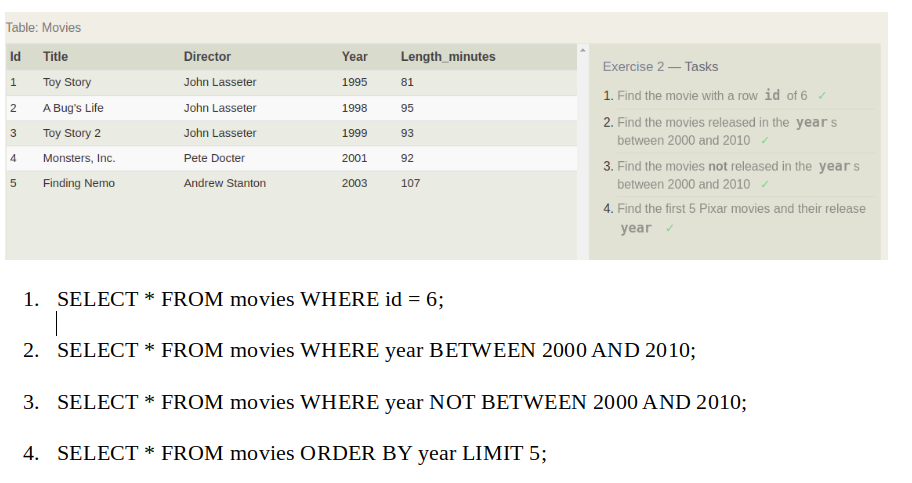 Table: Movies
Id Title Director Year Length_minutes
1 Toy Story John Lasseter 1995 81
2 A Bug's Life John Lasseter 1998 95
3 Toy Story 2 John Lasseter 1999 93
4 Monsters, Inc. Pete Docter 2001 92
5 Finding Nemo Andrew Stanton 2003 107
Exercise 2 — Tasks
1. Find the movie with a row id of 6 ✓
2. Find the movies released in the year s
between 2000 and 2010 ✓
3. Find the movies not released in the year s
between 2000 and 2010 ✓
4. Find the first 5 Pixar movies and their release
year ✓
1. SELECT * FROM movies WHERE id = 6;
2. SELECT * FROM movies WHERE year BETWEEN 2000 AND 2010;
3. SELECT * FROM movies WHERE year NOT BETWEEN 2000 AND 2010;
4. SELECT * FROM movies ORDER BY year LIMIT 5;